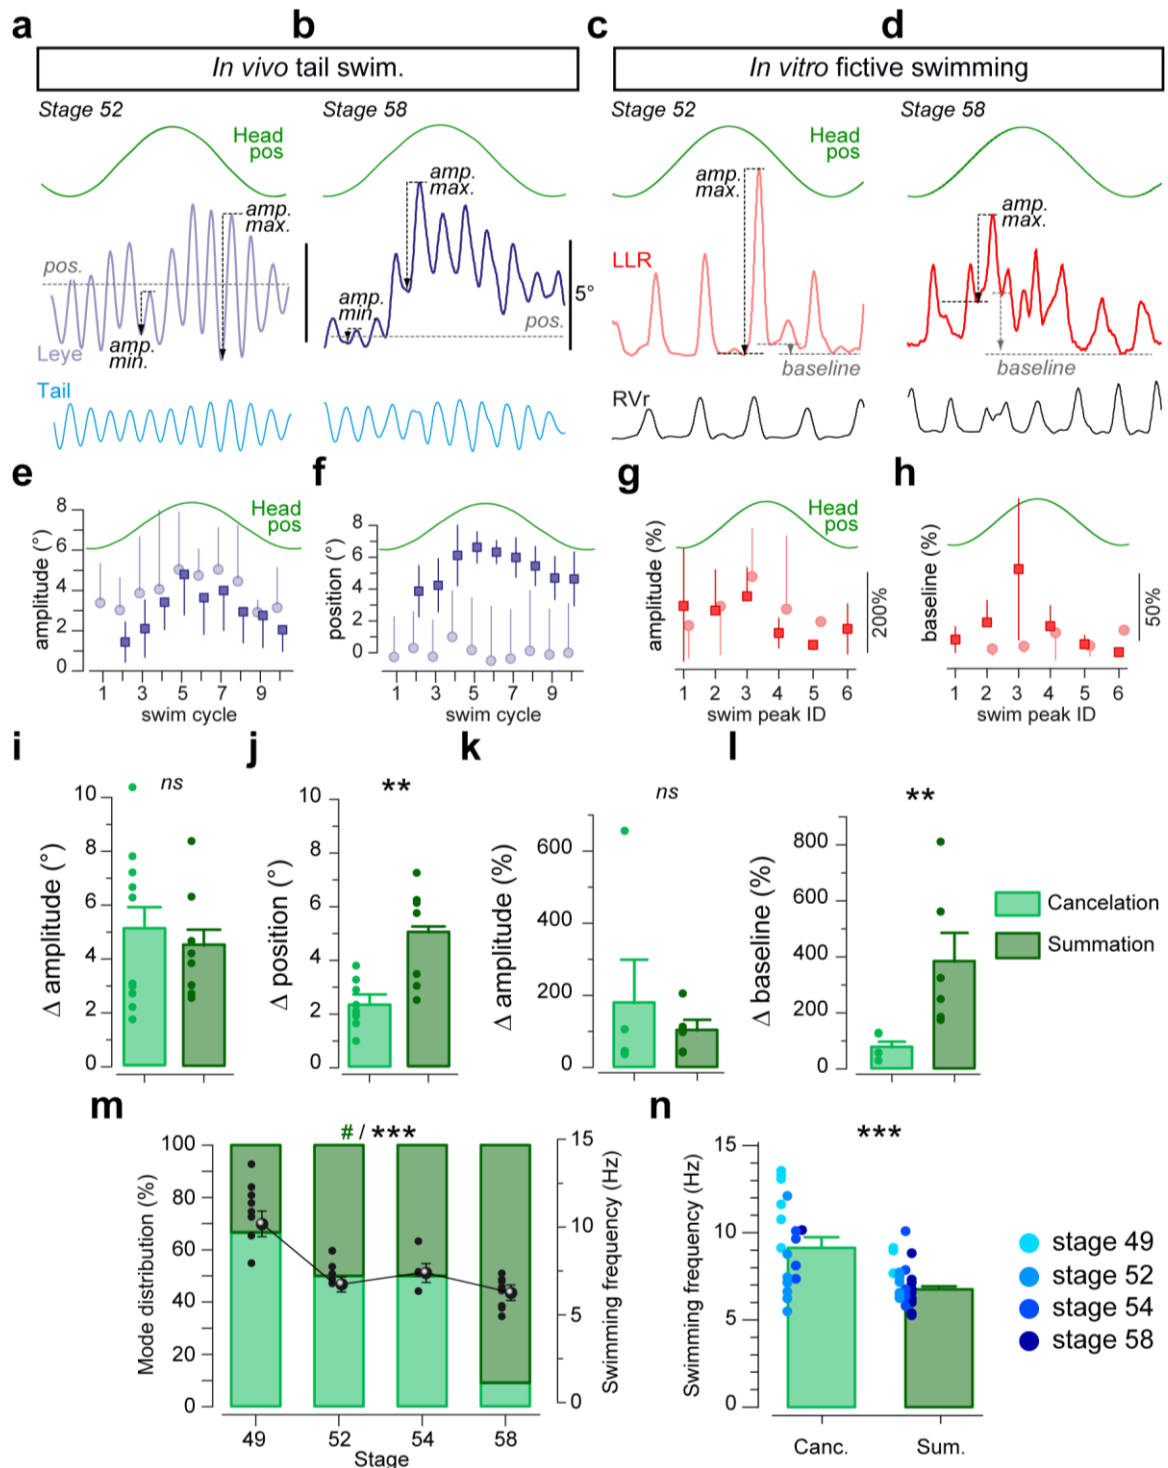 a
b
c
d
In vivo tail swim.
In vitro fictive swimming
Stage 52
Stage 58
Stage 52
Stage 58
Head
pos
Head
pos
amp.
max.
amp.
max.
amp.
max.
amp.
max.
pos.
amp.
min.
amp.
min.
pos.
5°
LLR
baseline
baseline
Leye
Tail
RVr
e
f
g
h
amplitude (°)
8
6
4
2
0
Head
pos
1
3
5
7
9
swim cycle
position (°)
8
6
4
2
0
1
3
5
7
9
swim cycle
amplitude (%)
200%
1
2
3
4
5
6
swim peak ID
baseline (%)
50%
1
2
3
4
5
6
swim peak ID
i
j
k
l
ns
Δ amplitude (°)
10
8
6
4
2
0
**
Δ position (°)
10
8
6
4
2
0
ns
Δ amplitude (%)
600
400
200
0
**
Δ baseline (%)
800
600
400
200
0
Cancelation
Summation
m
n
# / ***
Mode distribution (%)
100
80
60
40
20
0
15
10
5
0
Swimming frequency (Hz)
49
52
54
58
Stage
***
Swimming frequency (Hz)
15
10
5
0
Canc.
Sum.
stage 49
stage 52
stage 54
stage 58